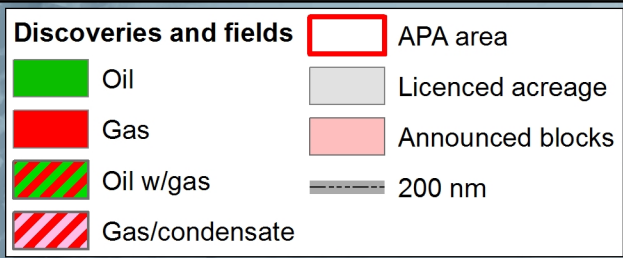 Discoveries and fields
Oil
Gas
Oil w/gas
Gas/condensate
APA area
Licenced acreage
Announced blocks
200 nm